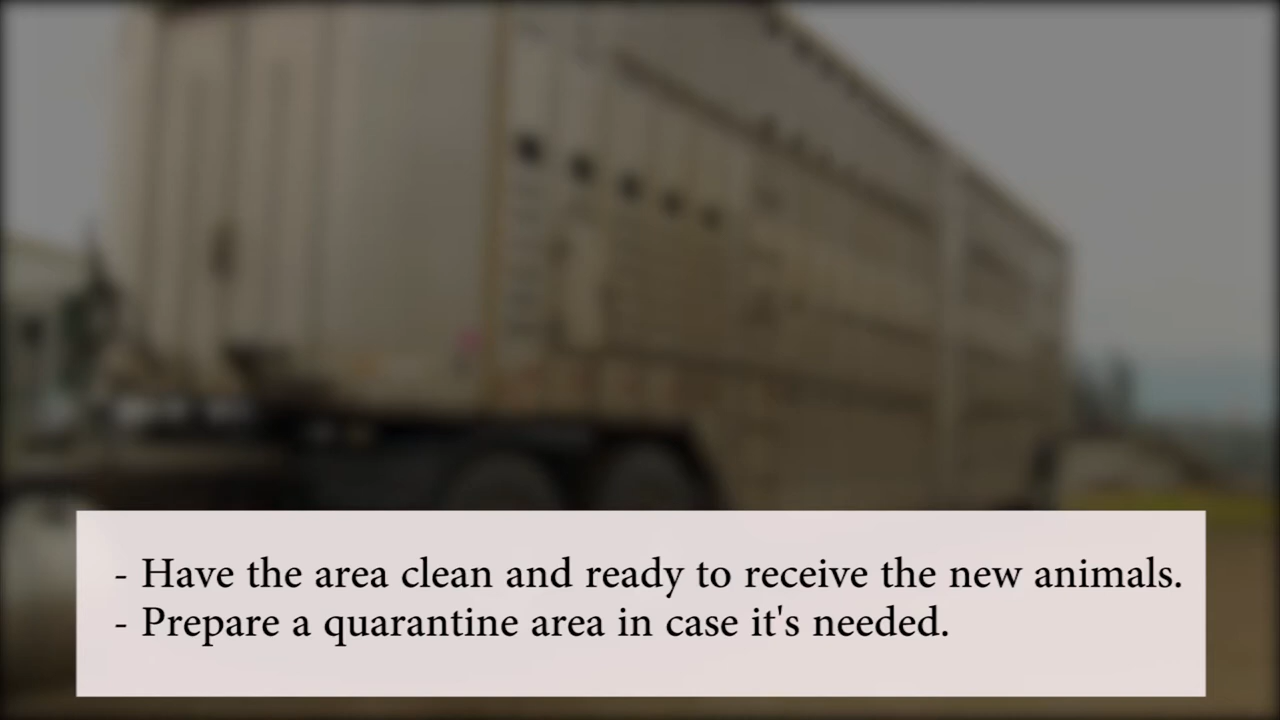 - Have the area clean and ready to receive the new animals.
- Prepare a quarantine area in case it's needed.